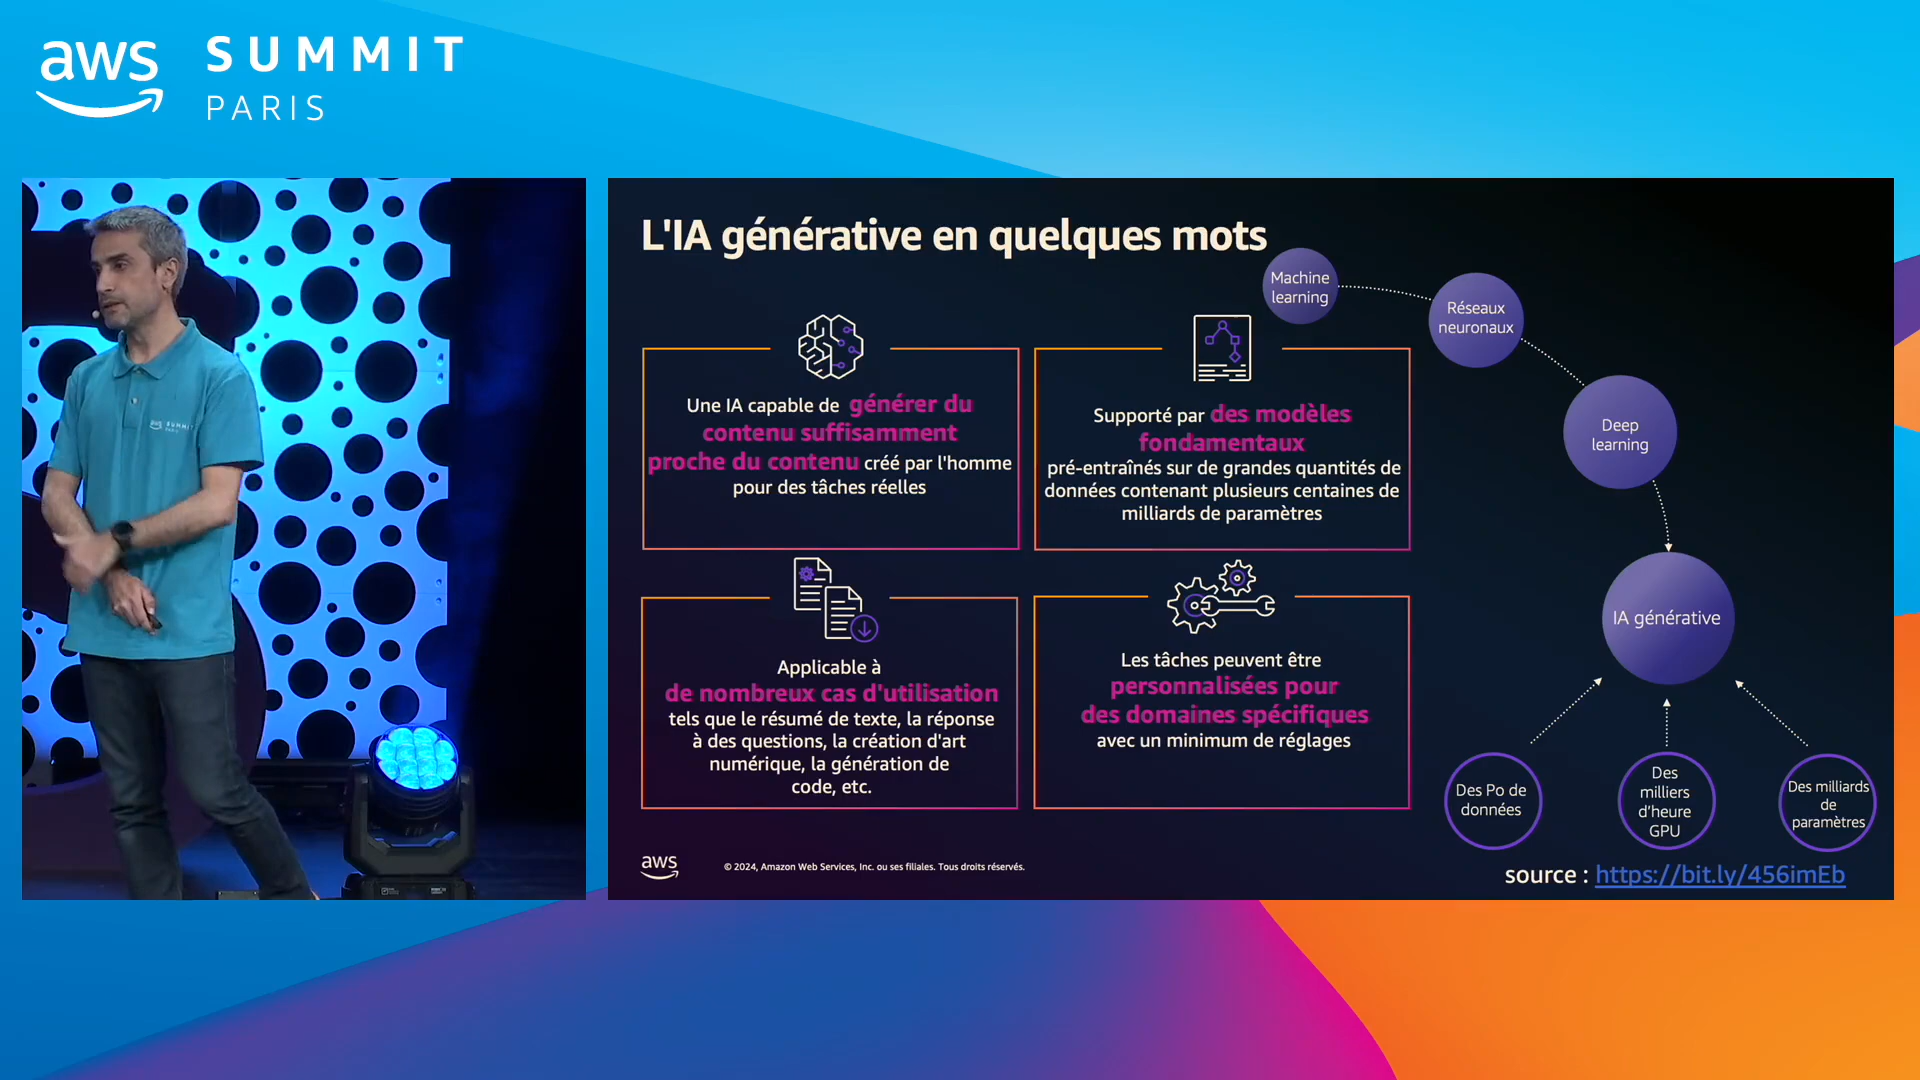 aws SUMMIT
PARIS
L'IA générative en quelques mots
Une IA capable de générer du
contenu suffisamment
proche du contenu créé par l'homme
pour des tâches réelles
Supporté par des modèles
fondamentaux
pré-entraînés sur de grandes quantités de
données contenant plusieurs centaines de
milliards de paramètres
Applicable à
de nombreux cas d'utilisation
tels que le résumé de texte, la réponse
à des questions, la création d'art
numérique, la génération de
code, etc.
Les tâches peuvent être
personnalisées pour
des domaines spécifiques
avec un minimum de réglages
Machine
learning
Réseaux
neuronaux
Deep
learning
IA générative
Des Po de
données
Des
milliers
d’heure
GPU
Des milliards
de
paramètres
aws
© 2024, Amazon Web Services, Inc. ou ses filiales. Tous droits réservés.
source : https://bit.ly/456imEb
aws SUMMIT
PARIS